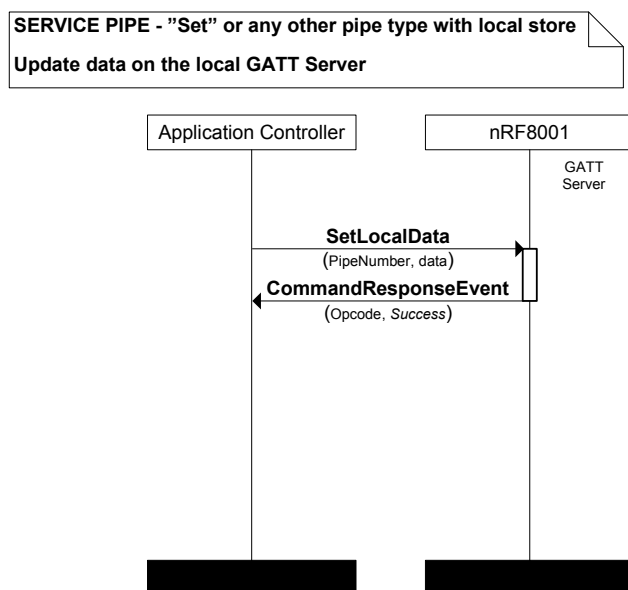 SERVICE PIPE - ”Set” or any other pipe type with local store
Update data on the local GATT Server
Application Controller
nRF8001
GATT
Server
SetLocalData
(PipeNumber, data)
CommandResponseEvent
(Opcode, Success)